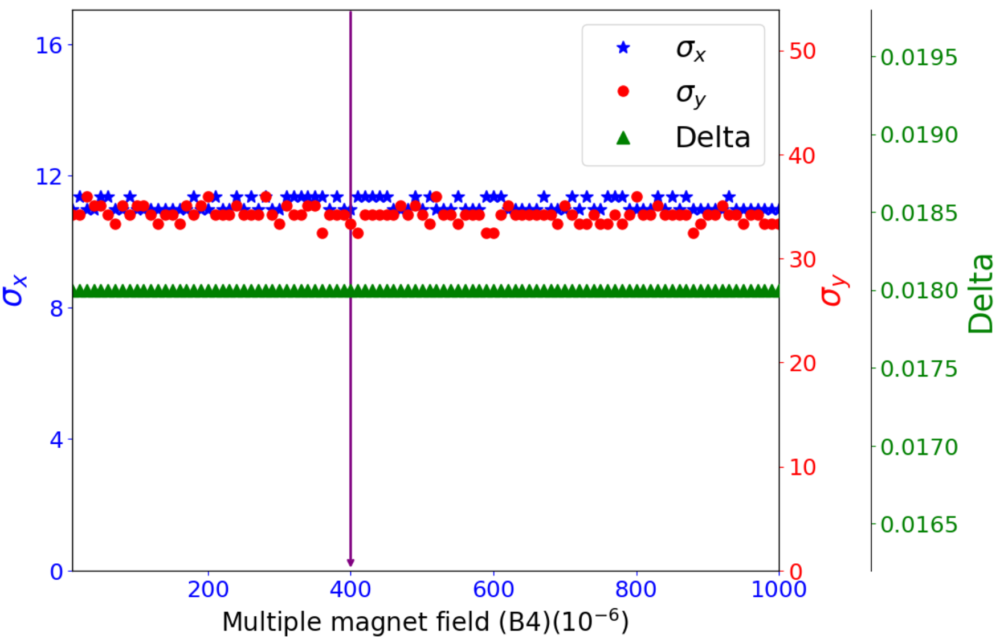 σx
16
12
8
4
0
σx
σy
Delta
50
40
30
20
10
0
σy
0.0195
0.0190
0.0185
0.0180
0.0175
0.0170
0.0165
Delta
200 400 600 800 1000
Multiple magnet field (B4)(10⁻⁶)